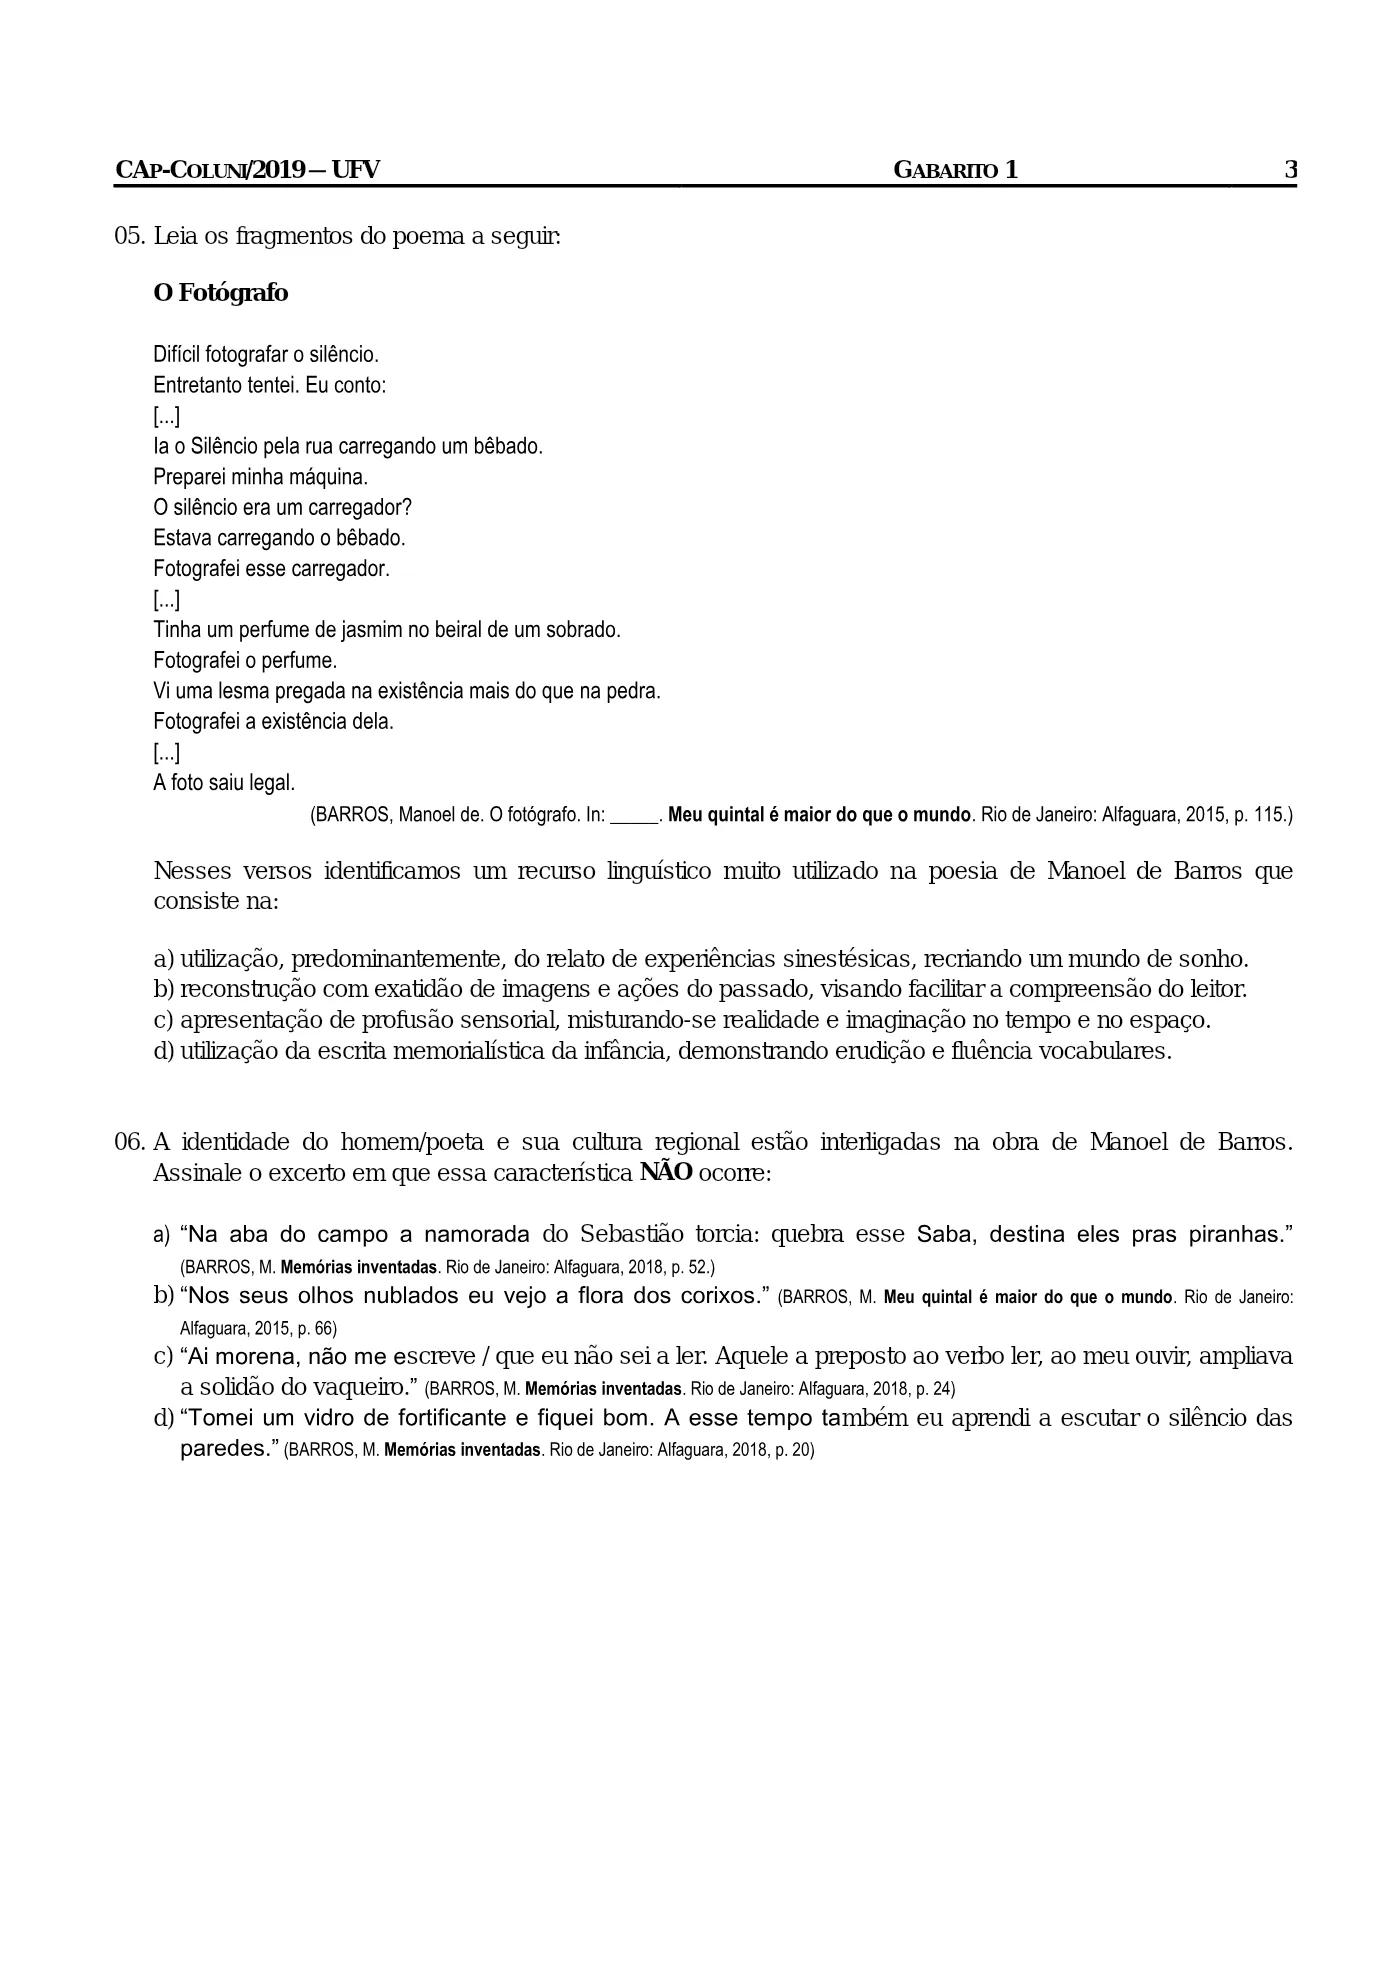 CAP-COLUNI/2019 – UFV GABARITO 1 3
05. Leia os fragmentos do poema a seguir:
O Fotógrafo
Difícil fotografar o silêncio.
Entretanto tentei. Eu conto:
[...]
Ia o Silêncio pela rua carregando um bêbado.
Preparei minha máquina.
O silêncio era um carregador?
Estava carregando o bêbado.
Fotografei esse carregador.
[...]
Tinha um perfume de jasmim no beiral de um sobrado.
Fotografei o perfume.
Vi uma lesma pregada na existência mais do que na pedra.
Fotografei a existência dela.
[...]
A foto saiu legal.
(BARROS, Manoel de. O fotógrafo. In: _____. Meu quintal é maior do que o mundo. Rio de Janeiro: Alfaguara, 2015, p. 115.)
Nesses versos identificamos um recurso linguístico muito utilizado na poesia de Manoel de Barros que
consiste na:
a) utilização, predominantemente, do relato de experiências sinestésicas, recriando um mundo de sonho.
b) reconstrução com exatidão de imagens e ações do passado, visando facilitar a compreensão do leitor.
c) apresentação de profusão sensorial, misturando-se realidade e imaginação no tempo e no espaço.
d) utilização da escrita memorialística da infância, demonstrando erudição e fluência vocabulares.
06. A identidade do homem/poeta e sua cultura regional estão interligadas na obra de Manoel de Barros.
Assinale o excerto em que essa característica NÃO ocorre:
a) “Na aba do campo a namorada do Sebastião torcia: quebra esse Saba, destina eles pras piranhas.”
(BARROS, M. Memórias inventadas. Rio de Janeiro: Alfaguara, 2018, p. 52.)
b) “Nos seus olhos nublados eu vejo a flora dos corixos.” (BARROS, M. Meu quintal é maior do que o mundo. Rio de Janeiro:
Alfaguara, 2015, p. 66)
c) “Ai morena, não me escreve / que eu não sei a ler. Aquele a preposto ao verbo ler, ao meu ouvir, ampliava
a solidão do vaqueiro.” (BARROS, M. Memórias inventadas. Rio de Janeiro: Alfaguara, 2018, p. 24)
d) “Tomei um vidro de fortificante e fiquei bom. A esse tempo também eu aprendi a escutar o silêncio das
paredes.” (BARROS, M. Memórias inventadas. Rio de Janeiro: Alfaguara, 2018, p. 20)